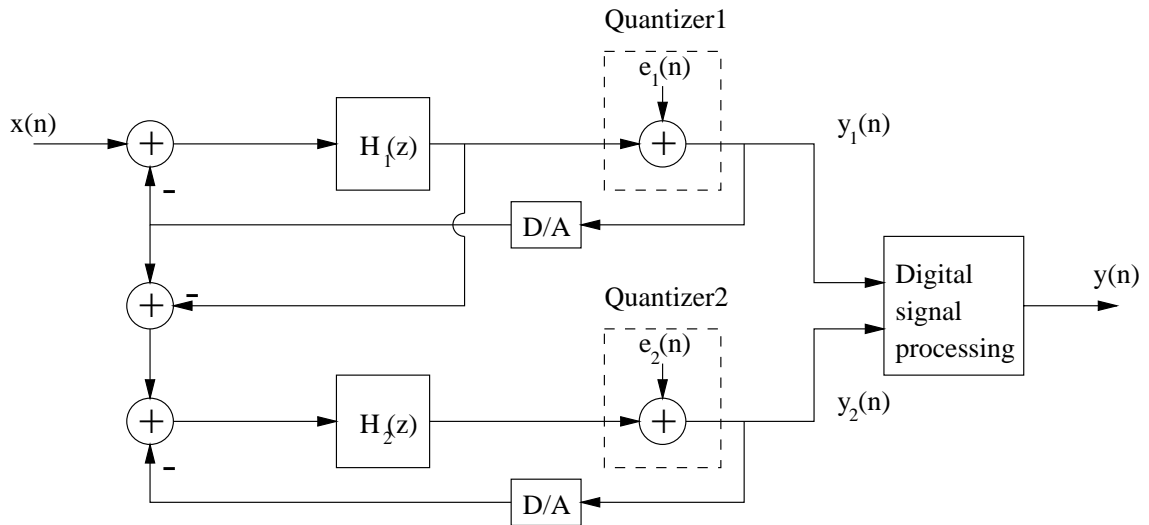 Quantizer1
e1(n)
x(n)
+
H1(z)
+
y1(n)
-
D/A
+
-
Quantizer2
Digital
signal
processing
y(n)
e2(n)
+
H2(z)
+
y2(n)
-
D/A